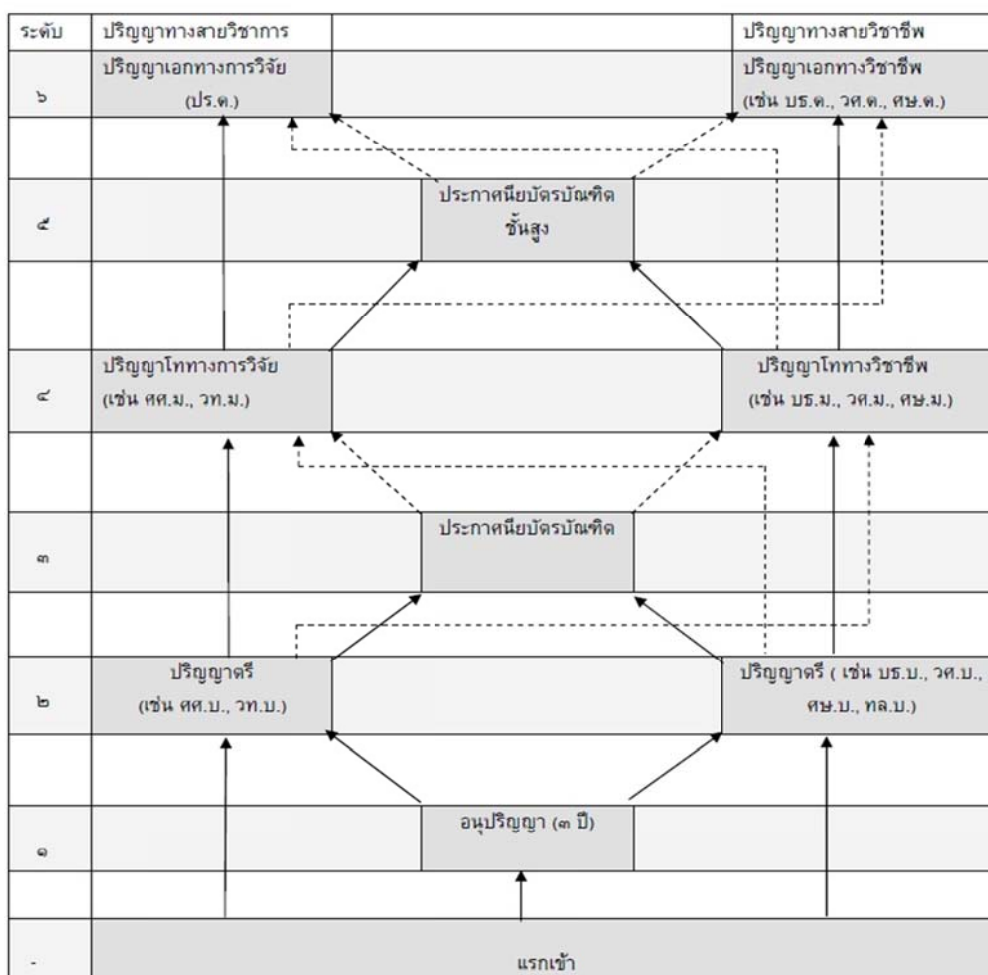 ระดับ ปริญญาทางสายวิชาการ ปริญญาทางสายวิชาชีพ
ปริญญาเอกทางการวิจัย ปริญญาเอกทางวิชาชีพ
๖ (ปร.ด.) (เช่น บธ.ด., วศ.ด., ศษ.ด.)
ประกาศนียบัตรบัณฑิต
๕ ชั้นสูง
ปริญญาโททางการวิจัย ปริญญาโททางวิชาชีพ
๔ (เช่น ศศ.ม., วท.ม.) (เช่น บธ.ม., วศ.ม., ศษ.ม.)
ประกาศนียบัตรบัณฑิต
๓
ปริญญาตรี ปริญญาตรี ( เช่น บธ.บ., วศ.บ.,
๒ (เช่น ศศ.บ., วท.บ.) ศษ.บ., ทล.บ.)
อนุปริญญา (๓ ปี)
๑
- แรกเข้า